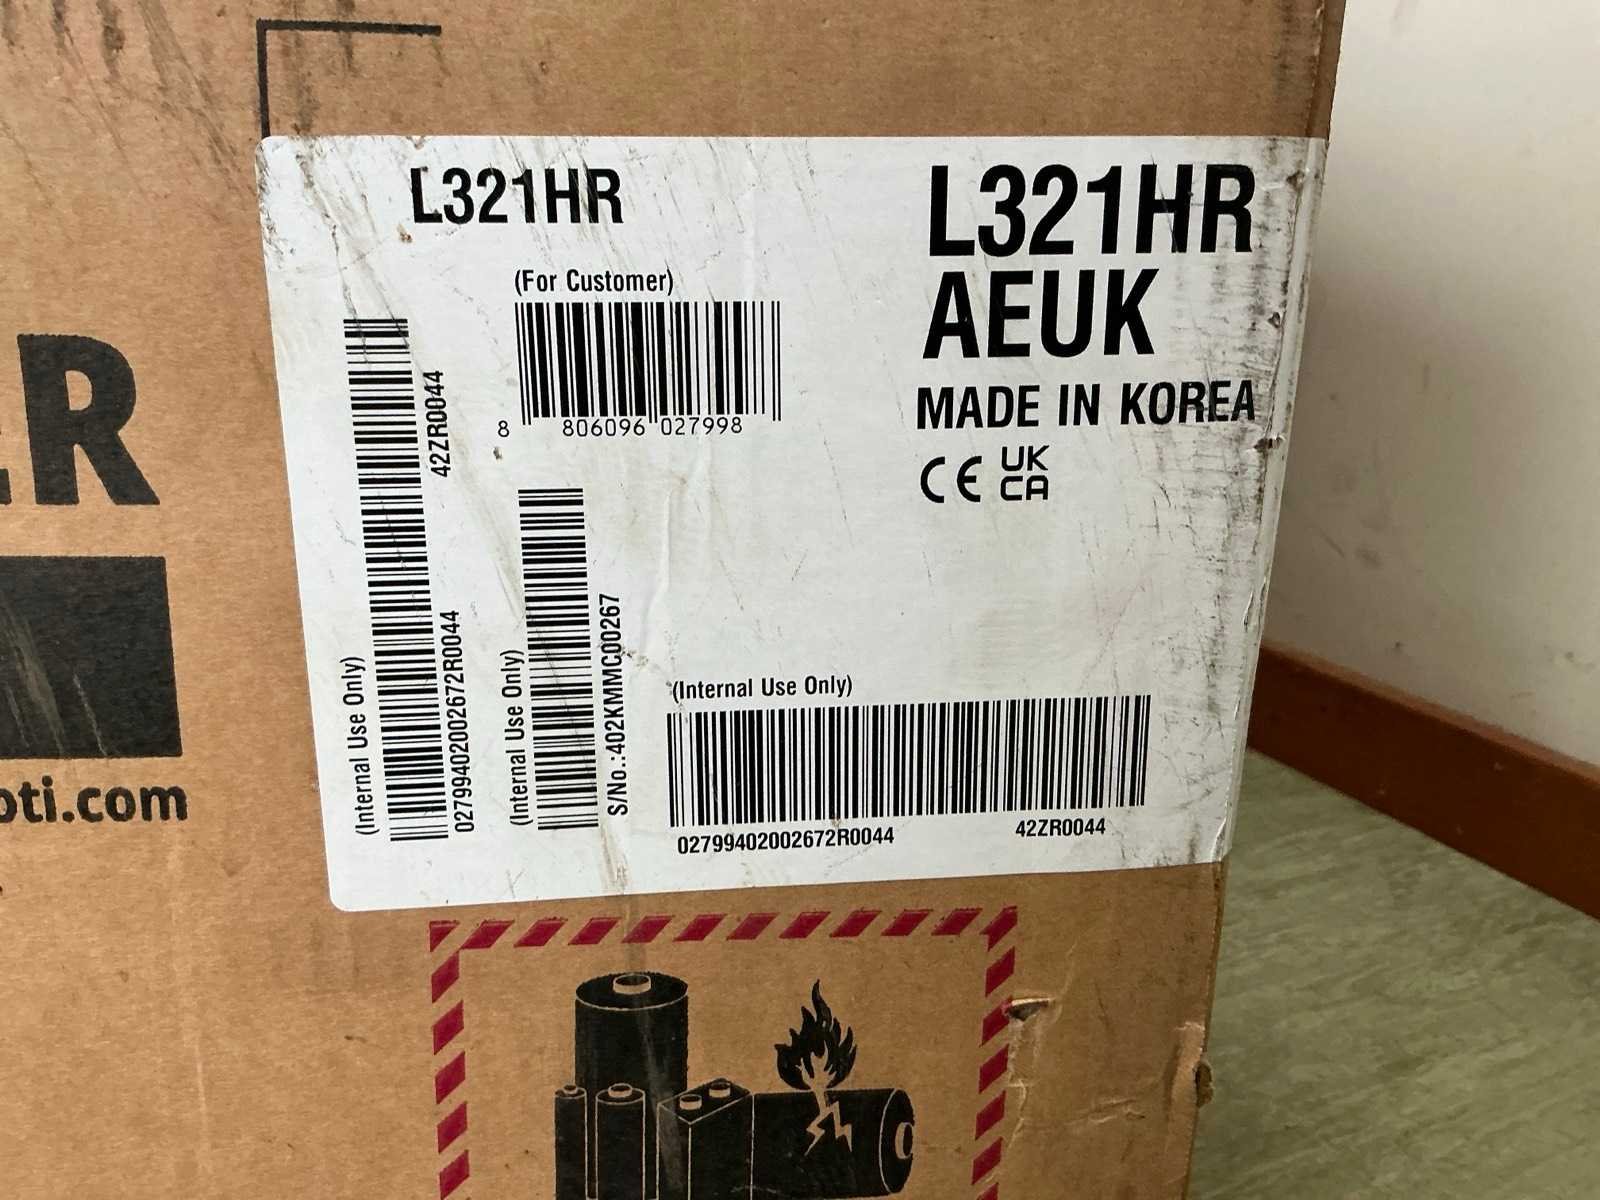 L321HR
L321HR
AEUK
MADE IN KOREA
CE UK
CA
(For Customer)
8 806096 027998
42ZR0044
(Internal Use Only)
02799402002672R0044
(Internal Use Only)
S/No.:402KMMC00267
(Internal Use Only)
02799402002672R0044 42ZR0044
R
oti.com